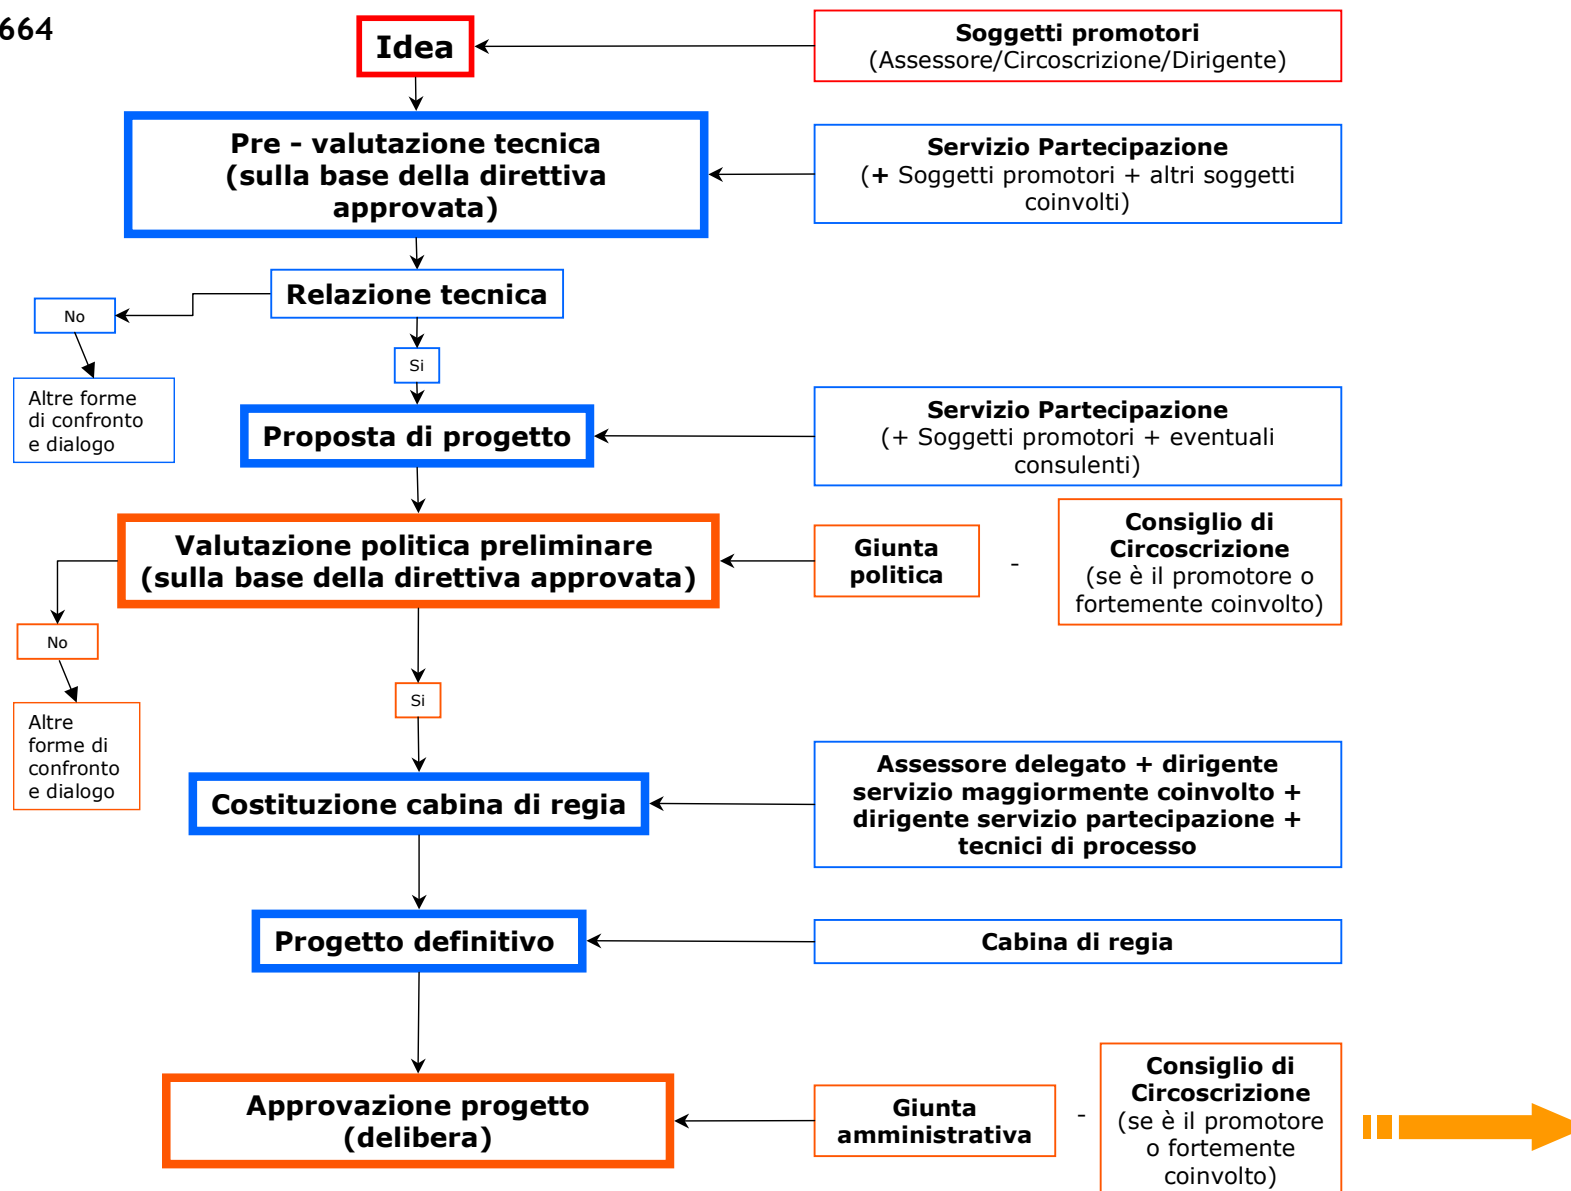 664
Idea
Soggetti promotori
(Assessore/Circoscrizione/Dirigente)
Pre - valutazione tecnica
(sulla base della direttiva
approvata)
Servizio Partecipazione
(+ Soggetti promotori + altri soggetti
coinvolti)
Relazione tecnica
No
Si
Altre forme
di confronto
e dialogo
Proposta di progetto
Servizio Partecipazione
(+ Soggetti promotori + eventuali
consulenti)
Valutazione politica preliminare
(sulla base della direttiva approvata)
Giunta
politica
-
Consiglio di
Circoscrizione
(se è il promotore o
fortemente coinvolto)
No
Si
Altre
forme di
confronto
e dialogo
Costituzione cabina di regia
Assessore delegato + dirigente
servizio maggiormente coinvolto +
dirigente servizio partecipazione +
tecnici di processo
Progetto definitivo
Cabina di regia
Approvazione progetto
(delibera)
Giunta
amministrativa
-
Consiglio di
Circoscrizione
(se è il promotore
o fortemente
coinvolto)